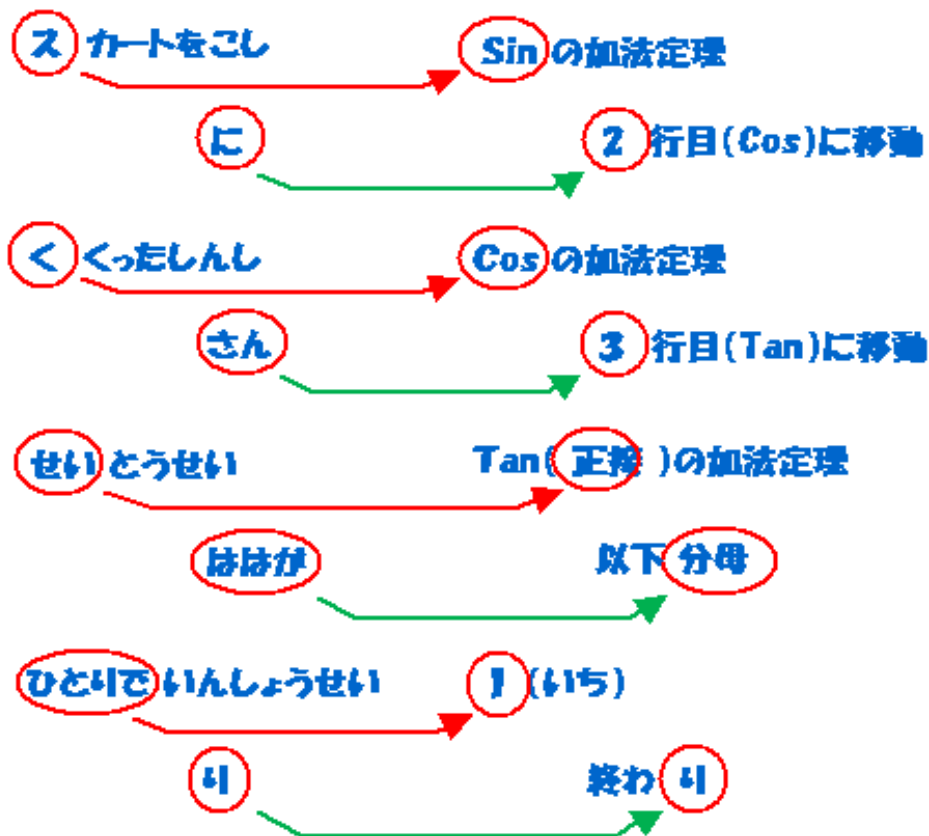 スカートをこし Sinの加法定理
に 2行目(Cos)に移動
くくったしんし Cosの加法定理
さん 3行目(Tan)に移動
せいとうせい Tan(正接)の加法定理
ははが 以下分母
ひとりでいんしょうせい 1(いち)
り 終わり